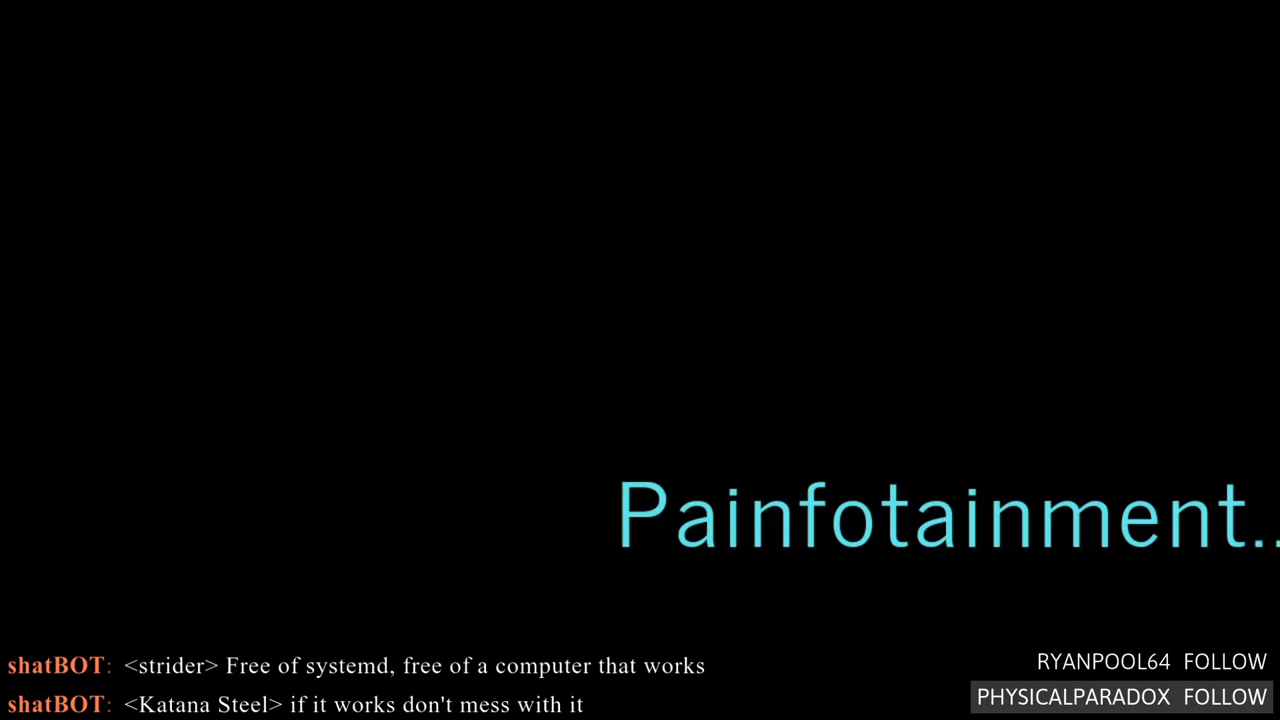 Painfotainment..
shatBOT: <strider> Free of systemd, free of a computer that works
shatBOT: <Katana Steel> if it works don't mess with it
RYANPOOL64 FOLLOW
PHYSICALPARADOX FOLLOW